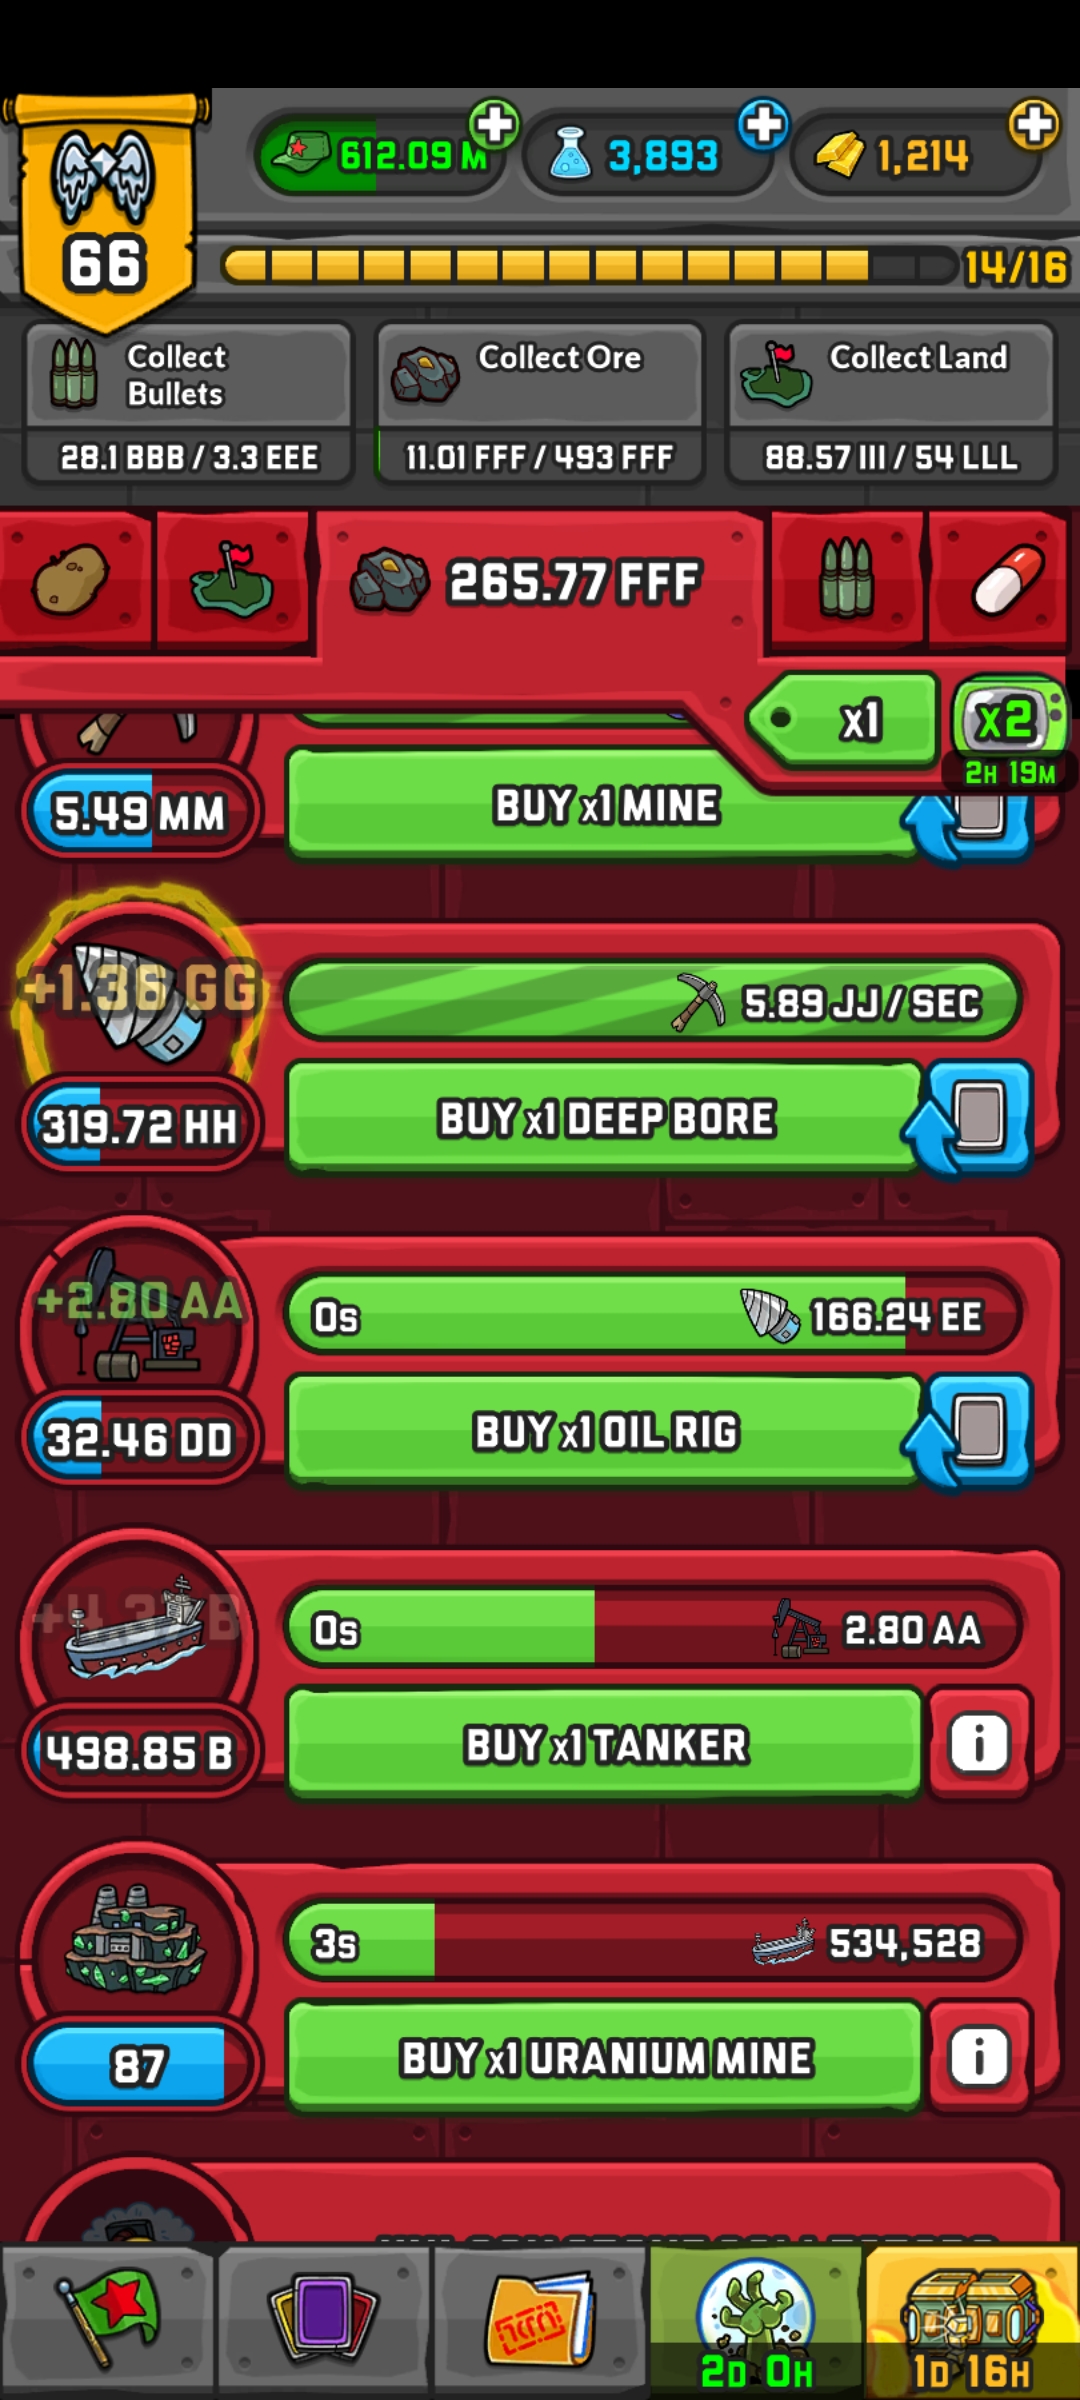 612.09 M
3,893
1,214
66
14/16
Collect
Bullets
28.1 BBB / 3.3 EEE
Collect Ore
11.01 FFF / 493 FFF
Collect Land
88.57 III / 54 LLL
265.77 FFF
x1
x2
2H 19M
5.49 MM
BUY x1 MINE
+1.36 GG
5.89 JJ / SEC
319.72 HH
BUY x1 DEEP BORE
+2.80 AA
0s
166.24 EE
32.46 DD
BUY x1 OIL RIG
0s
2.80 AA
498.85 B
BUY x1 TANKER
i
3s
534,528
87
BUY x1 URANIUM MINE
i
2D 0H
1D 16H